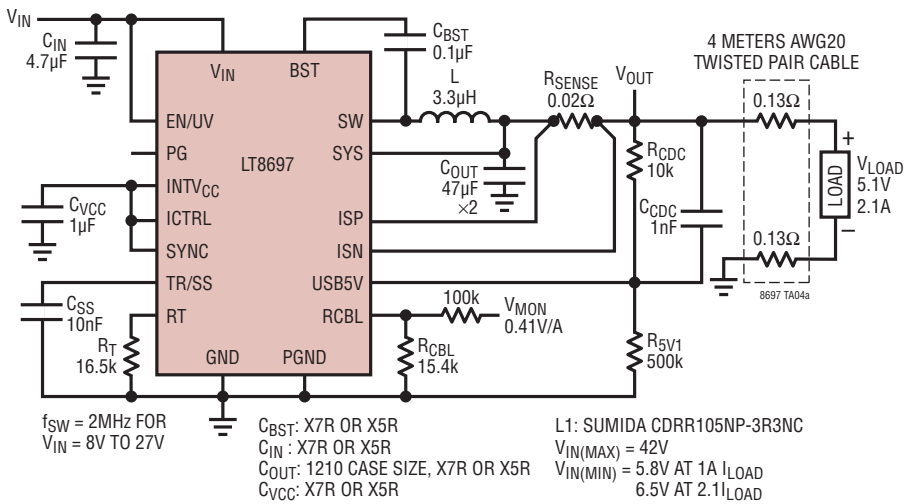 VIN
CIN
4.7µF
VIN
BST
CBST
0.1µF
L
3.3µH
RSENSE
0.02Ω
VOUT
4 METERS AWG20
TWISTED PAIR CABLE
0.13Ω
EN/UV
SW
PG
LT8697
SYS
INTVCC
COUT
47µF
×2
RCDC
10k
CCDC
1nF
+
LOAD
–
VLOAD
5.1V
2.1A
CVCC
1µF
ICTRL
ISP
SYNC
ISN
0.13Ω
8697 TA04a
TR/SS
USB5V
CSS
10nF
RT
RCBL
100k
VMON
0.41V/A
RT
16.5k
GND
PGND
RCBL
15.4k
R5V1
500k
fSW = 2MHz FOR
VIN = 8V TO 27V
CBST: X7R OR X5R
CIN : X7R OR X5R
COUT: 1210 CASE SIZE, X7R OR X5R
CVCC: X7R OR X5R
L1: SUMIDA CDRR105NP-3R3NC
VIN(MAX) = 42V
VIN(MIN) = 5.8V AT 1A ILOAD
6.5V AT 2.1ILOAD